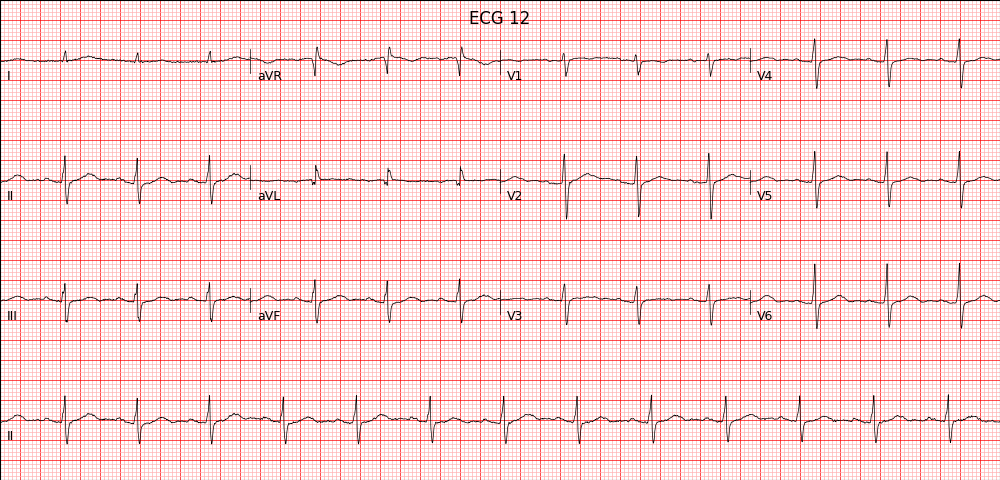 ECG 12
I aVR V1 V4
II aVL V2 V5
III aVF V3 V6
II